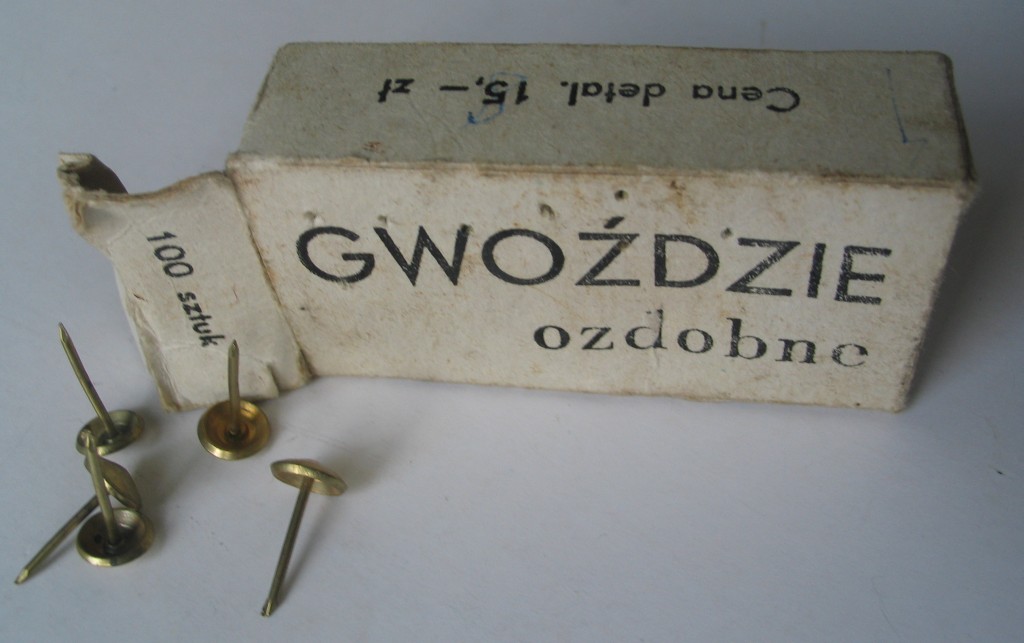 Cena detal. 15,— zł
GWOŹDZIE
ozdobne
100 sztuk